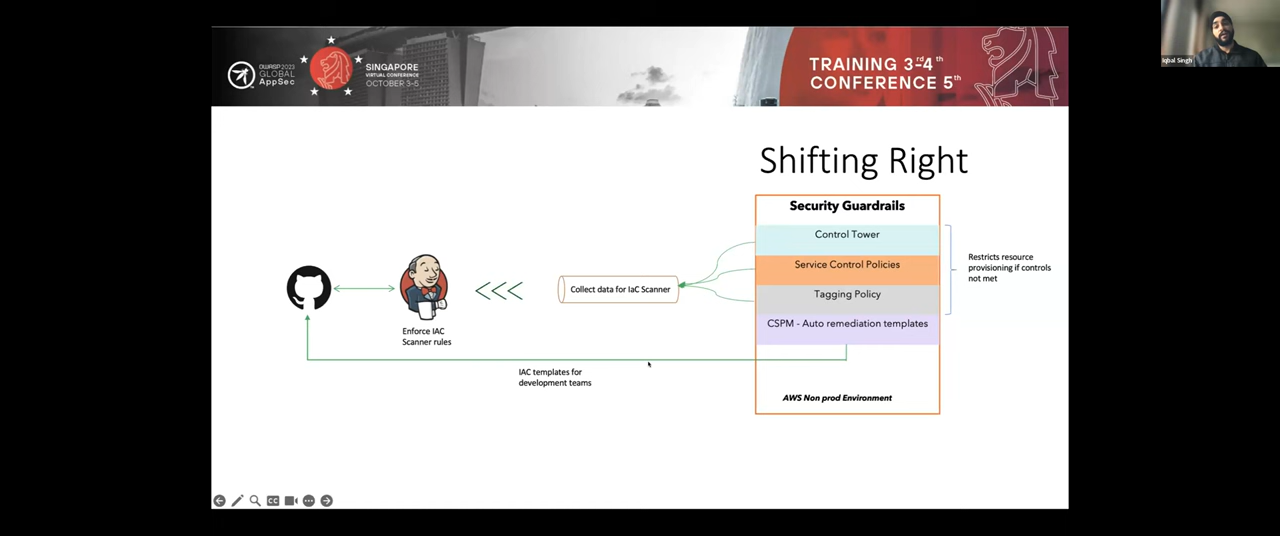 OWASP 2023
GLOBAL
AppSec
SINGAPORE
VIRTUAL CONFERENCE
OCTOBER 3-5
TRAINING 3rd-4th
CONFERENCE 5th
Iqbal Singh
Shifting Right
Security Guardrails
Control Tower
Service Control Policies
Tagging Policy
CSPM - Auto remediation templates
AWS Non prod Environment
Restricts resource
provisioning if controls
not met
Collect data for IaC Scanner
Enforce IAC
Scanner rules
IAC templates for
development teams
CC